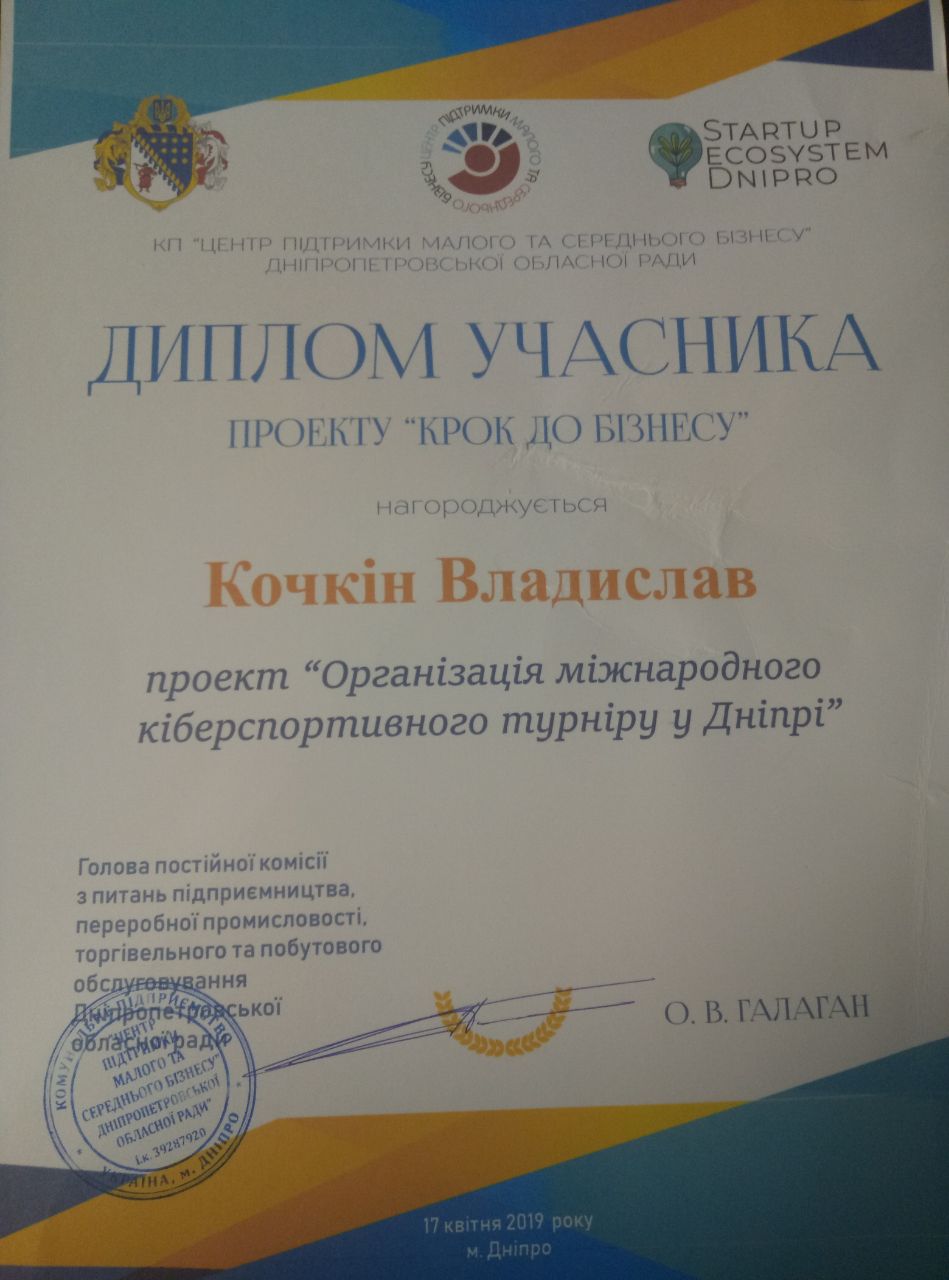 ЦЕНТР ПІДТРИМКИ МАЛОГО ТА СЕРЕДНЬОГО БІЗНЕСУ
STARTUP
ECOSYSTEM
DNIPRO
КП “ЦЕНТР ПІДТРИМКИ МАЛОГО ТА СЕРЕДНЬОГО БІЗНЕСУ”
ДНІПРОПЕТРОВСЬКОЇ ОБЛАСНОЇ РАДИ
ДИПЛОМ УЧАСНИКА
ПРОЕКТУ “КРОК ДО БІЗНЕСУ”
нагороджується
Кочкін Владислав
проект “Організація міжнародного
кіберспортивного турніру у Дніпрі”
Голова постійної комісії
з питань підприємництва,
переробної промисловості,
торгівельного та побутового
обслуговування
Дніпропетровської
обласної ради
О. В. ГАЛАГАН
КОМУНАЛЬНЕ ПІДПРИЄМСТВО
“ЦЕНТР
ПІДТРИМКИ
МАЛОГО ТА
СЕРЕДНЬОГО БІЗНЕСУ”
ДНІПРОПЕТРОВСЬКОЇ
ОБЛАСНОЇ РАДИ”
і.к. 39287920
* УКРАЇНА, м. ДНІПРО *
17 квітня 2019 року
м. Дніпро